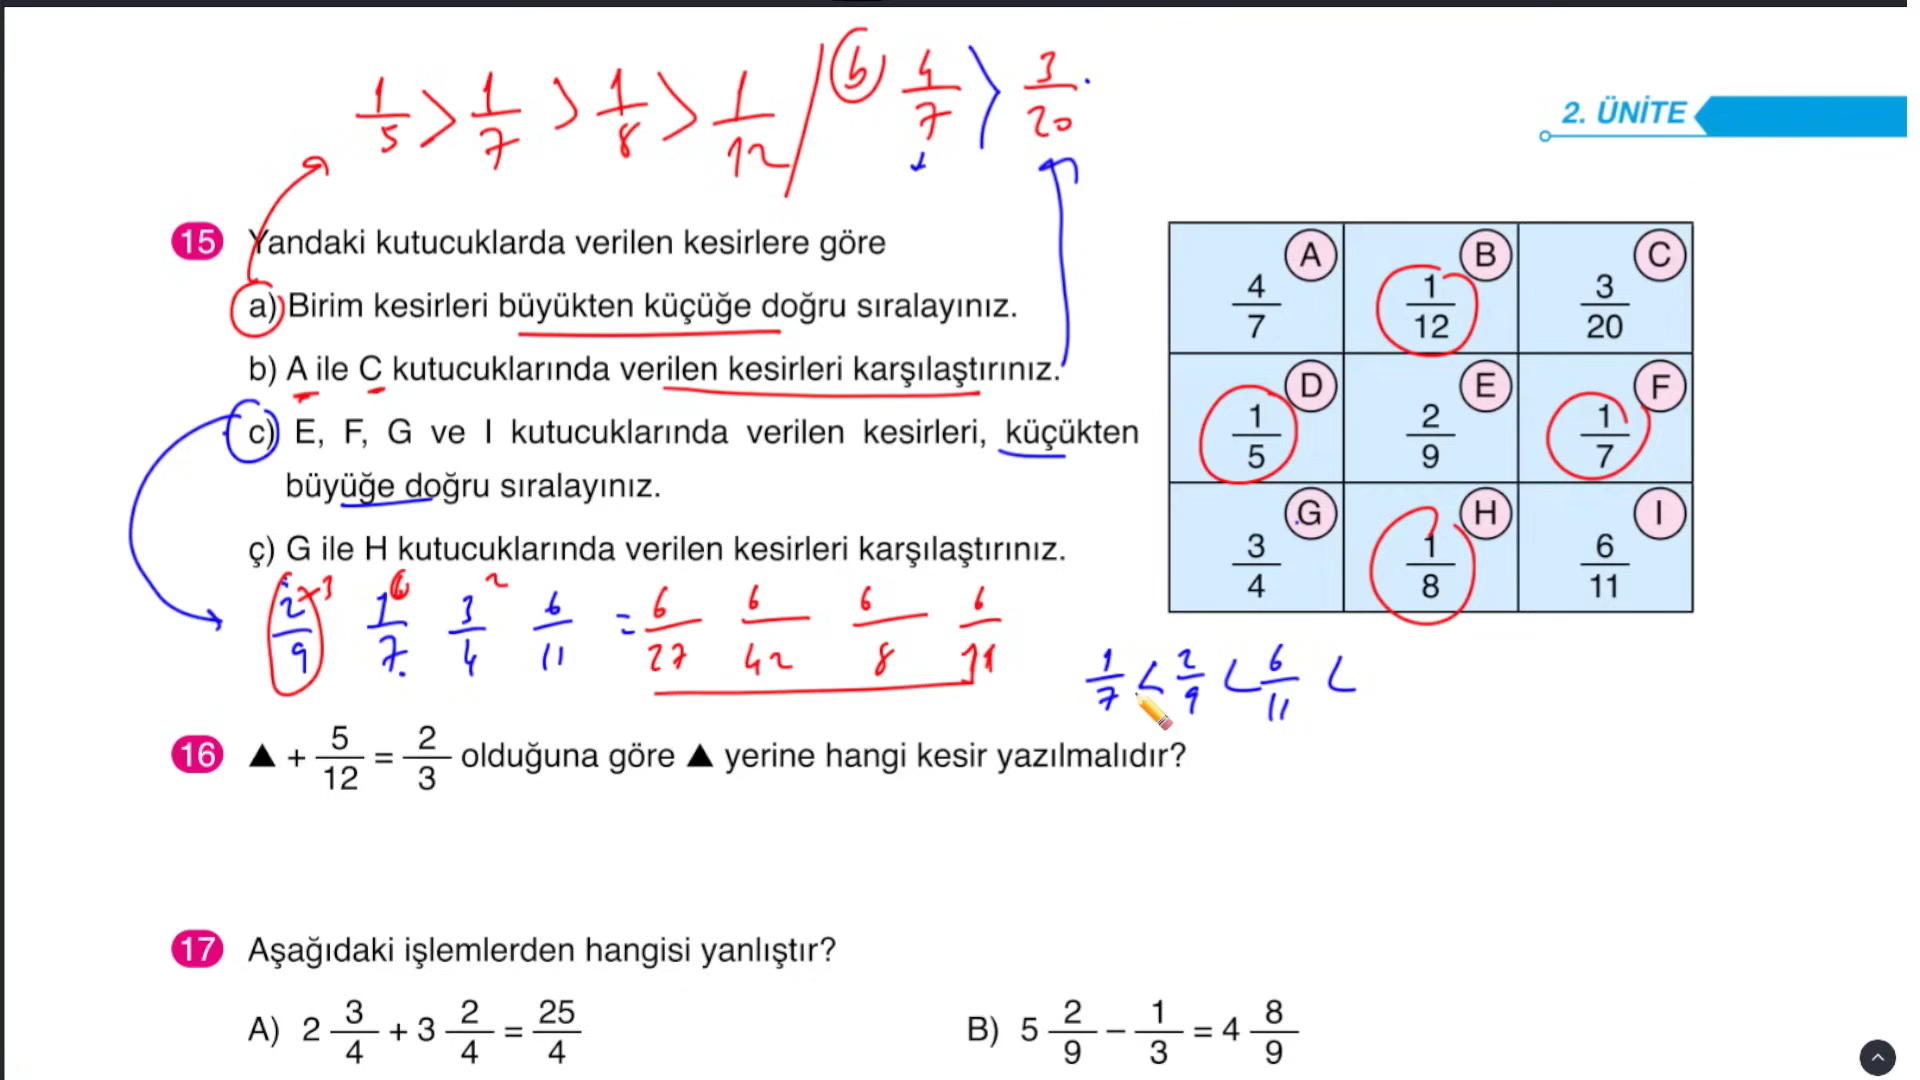 1/5 > 1/7 > 1/8 > 1/12 / b 4/7 > 3/20
2. ÜNİTE
15 Yandaki kutucuklarda verilen kesirlere göre
a) Birim kesirleri büyükten küçüğe doğru sıralayınız.
b) A ile C kutucuklarında verilen kesirleri karşılaştırınız.
c) E, F, G ve I kutucuklarında verilen kesirleri, küçükten
büyüğe doğru sıralayınız.
ç) G ile H kutucuklarında verilen kesirleri karşılaştırınız.
A 4/7 B 1/12 C 3/20
D 1/5 E 2/9 F 1/7
G 3/4 H 1/8 I 6/11
2x3/9 1 6/7 3 2/4 6/11 = 6/27 6/42 6/8 6/11
1/7 < 2/9 < 6/11 <
16 ▲ + 5/12 = 2/3 olduğuna göre ▲ yerine hangi kesir yazılmalıdır?
17 Aşağıdaki işlemlerden hangisi yanlıştır?
A) 2 3/4 + 3 2/4 = 25/4
B) 5 2/9 − 1/3 = 4 8/9